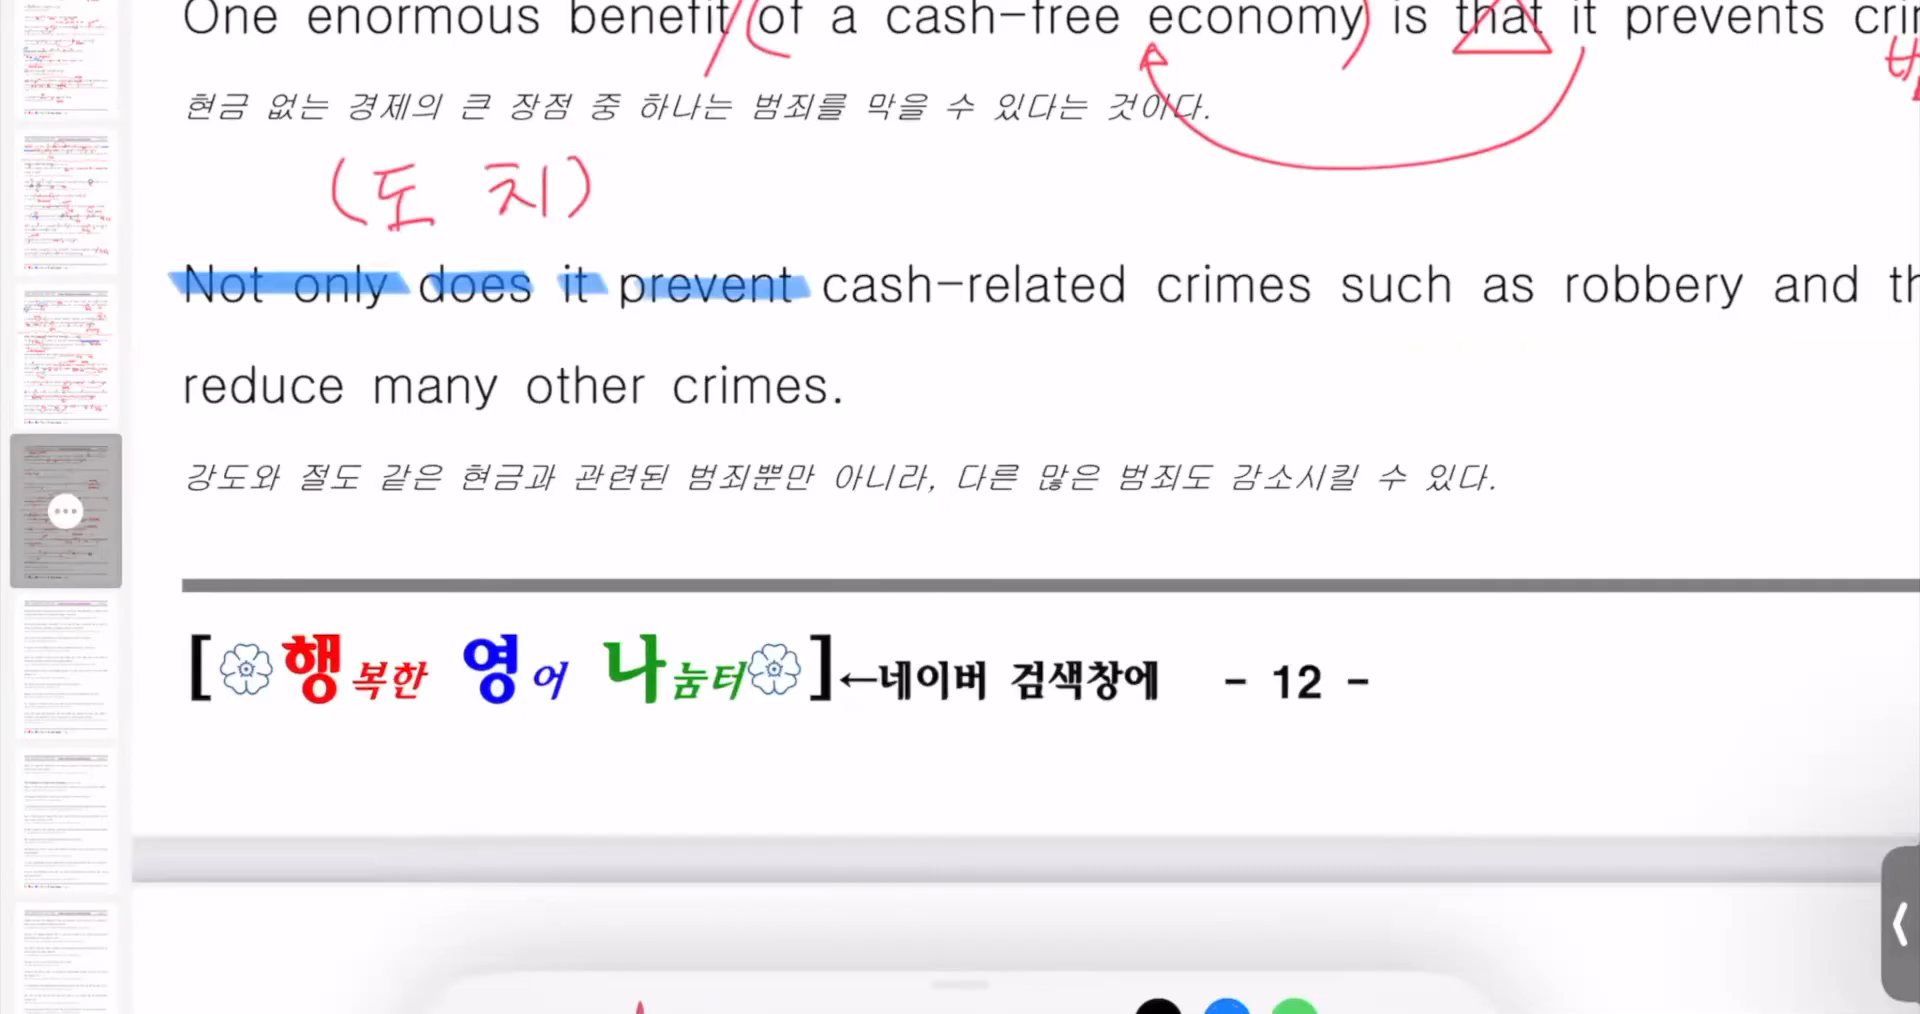 One enormous benefit (of a cash-free economy) is that it prevents
현금 없는 경제의 큰 장점 중 하나는 범죄를 막을 수 있다는 것이다.
(도 치)
Not only does it prevent cash-related crimes such as robbery and
reduce many other crimes.
강도와 절도 같은 현금과 관련된 범죄뿐만 아니라, 다른 많은 범죄도 감소시킬 수 있다.
[행복한 영어 나눔터]←네이버 검색창에 - 12 -